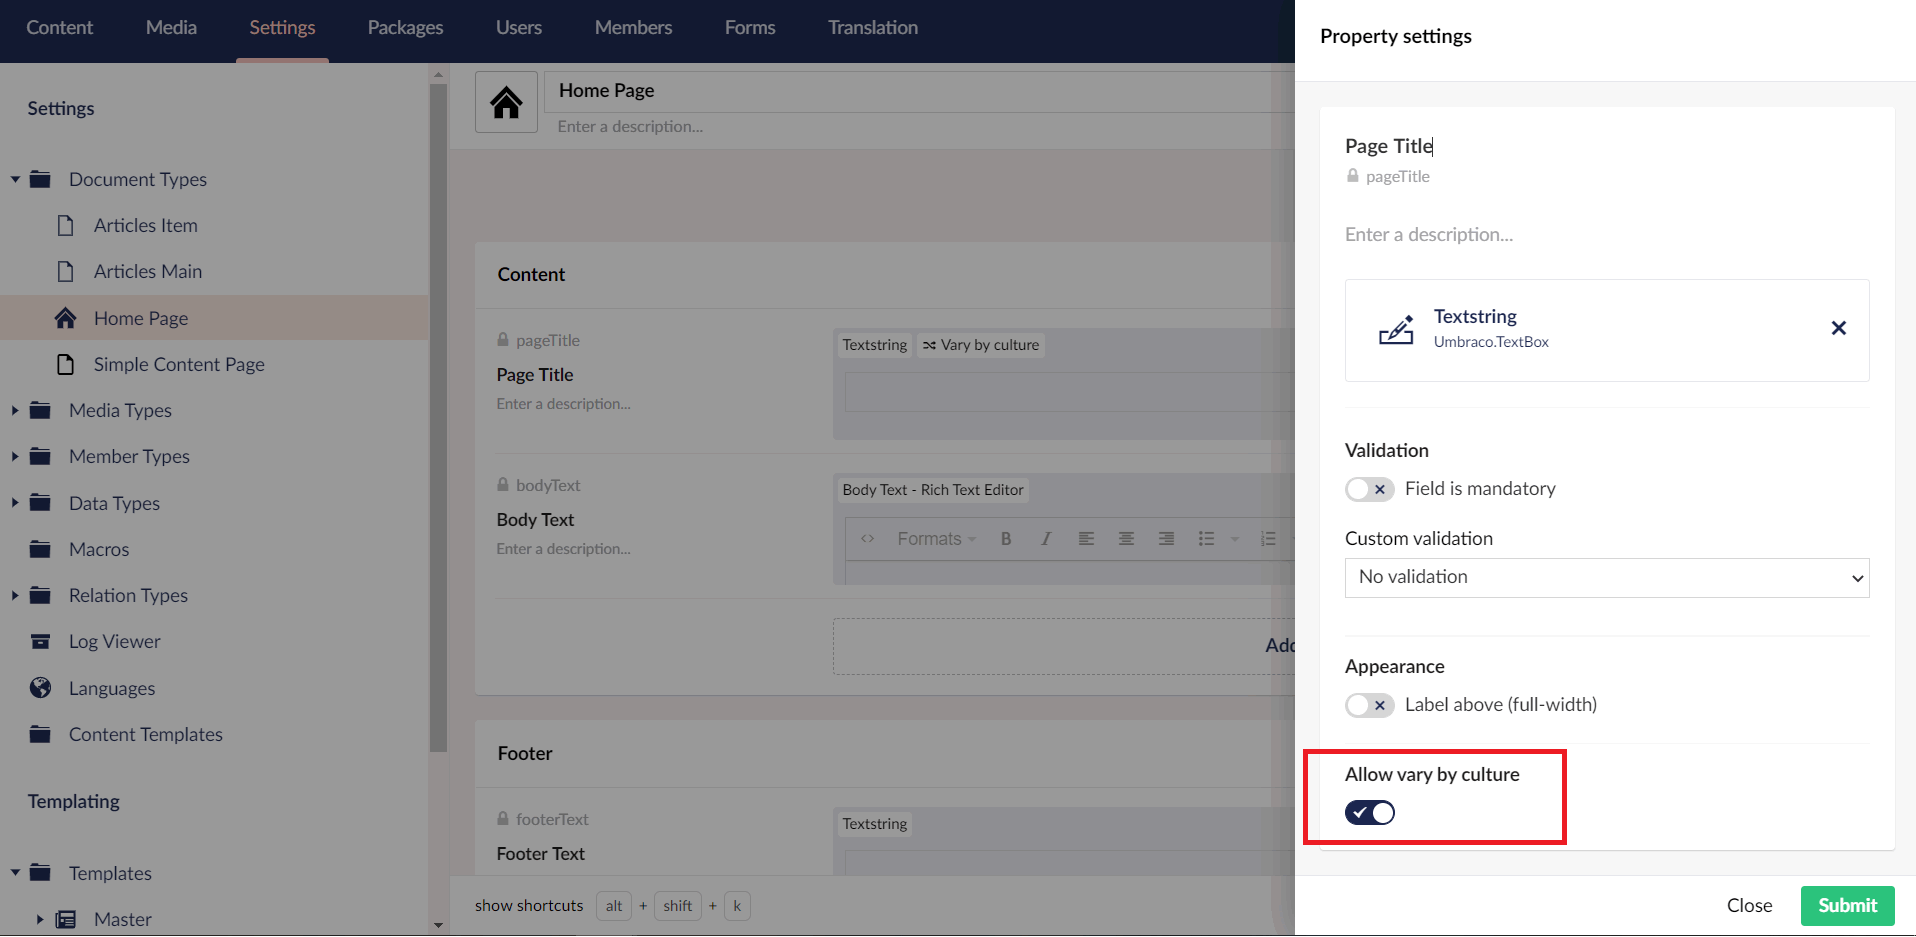 Content Media Settings Packages Users Members Forms Translation
Settings
Document Types
Articles Item
Articles Main
Home Page
Simple Content Page
Media Types
Member Types
Data Types
Macros
Relation Types
Log Viewer
Languages
Content Templates
Templating
Templates
Master
Home Page
Enter a description...
Content
pageTitle
Page Title
Enter a description...
Textstring Vary by culture
bodyText
Body Text
Enter a description...
Body Text - Rich Text Editor
Formats B I
Add
Footer
footerText
Footer Text
Textstring
show shortcuts alt + shift + k
Property settings
Page Title
pageTitle
Enter a description...
Textstring
Umbraco.TextBox
Validation
Field is mandatory
Custom validation
No validation
Appearance
Label above (full-width)
Allow vary by culture
Close Submit